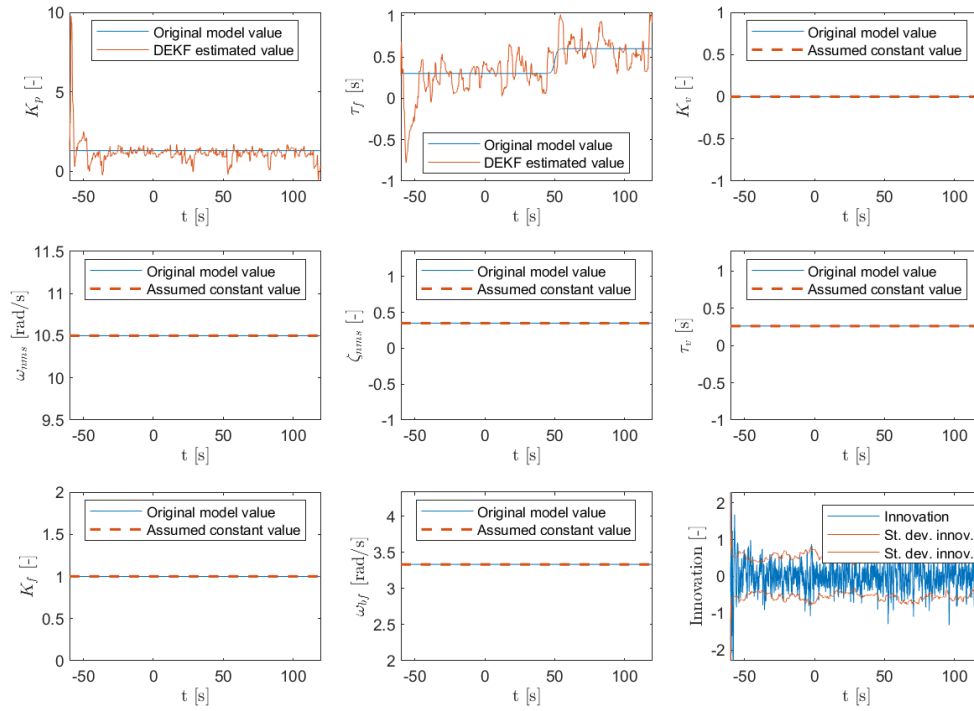 10
5
0
K_p [-]
-50 0 50 100
t [s]
Original model value
DEKF estimated value
1
0.5
0
-0.5
-1
τ_f [s]
-50 0 50 100
t [s]
Original model value
DEKF estimated value
1
0.5
0
-0.5
-1
K_v [-]
-50 0 50 100
t [s]
Original model value
Assumed constant value
11.5
11
10.5
10
9.5
ω_nms [rad/s]
-50 0 50 100
t [s]
Original model value
Assumed constant value
1
0.5
0
-0.5
-1
ζ_nms [-]
-50 0 50 100
t [s]
Original model value
Assumed constant value
1
0.5
0
-0.5
-1
τ_v [s]
-50 0 50 100
t [s]
Original model value
Assumed constant value
2
1.5
1
0.5
0
K_f [-]
-50 0 50 100
t [s]
Original model value
Assumed constant value
4
3.5
3
2.5
2
ω_bf [rad/s]
-50 0 50 100
t [s]
Original model value
Assumed constant value
2
1
0
-1
-2
Innovation [-]
-50 0 50 100
t [s]
Innovation
St. dev. innov.
St. dev. innov.